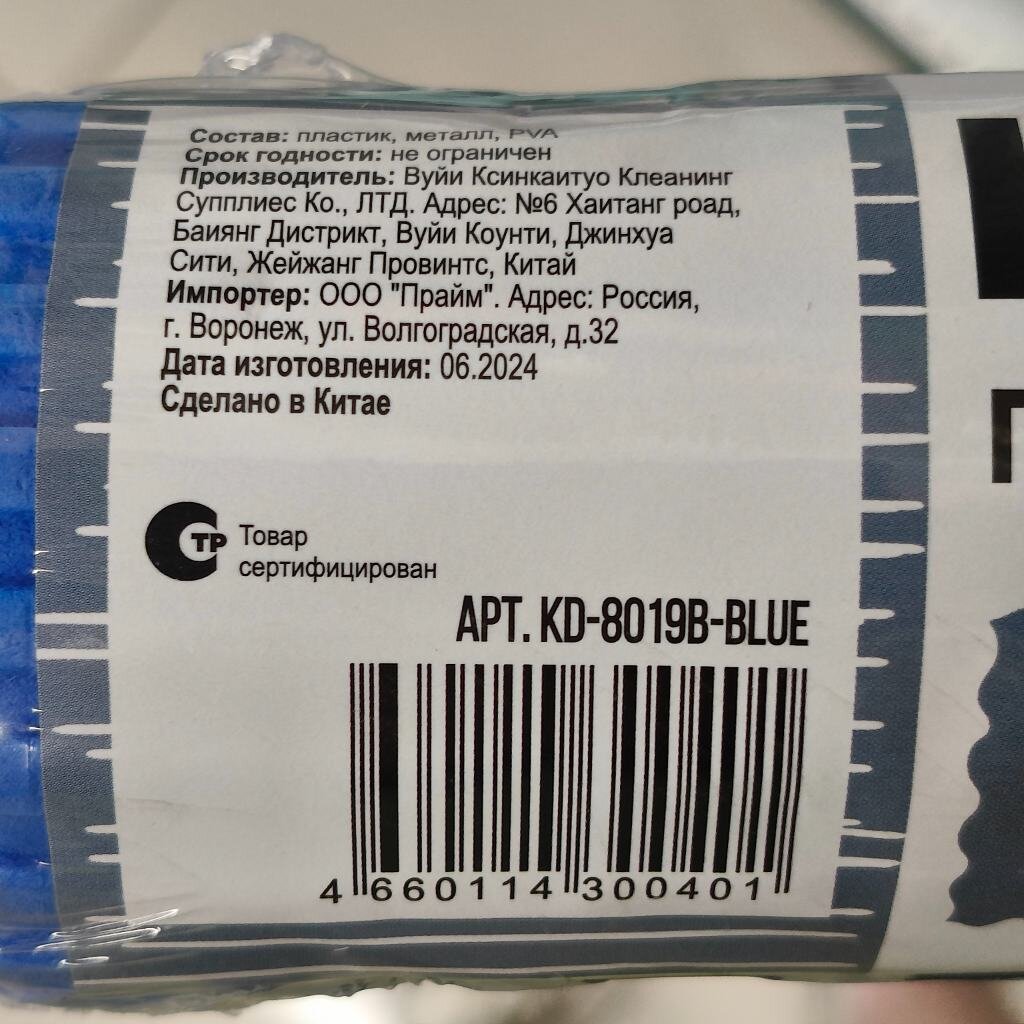 Состав: пластик, металл, PVA
Срок годности: не ограничен
Производитель: Вуйи Ксинкаитуо Клеанинг
Супплиес Ко., ЛТД. Адрес: №6 Хаитанг роад,
Баиянг Дистрикт, Вуйи Коунти, Джинхуа
Сити, Жейжанг Провинтс, Китай
Импортер: ООО "Прайм". Адрес: Россия,
г. Воронеж, ул. Волгоградская, д.32
Дата изготовления: 06.2024
Сделано в Китае
СТР Товар
сертифицирован
АРТ. KD-8019B-BLUE
4 660114 300401